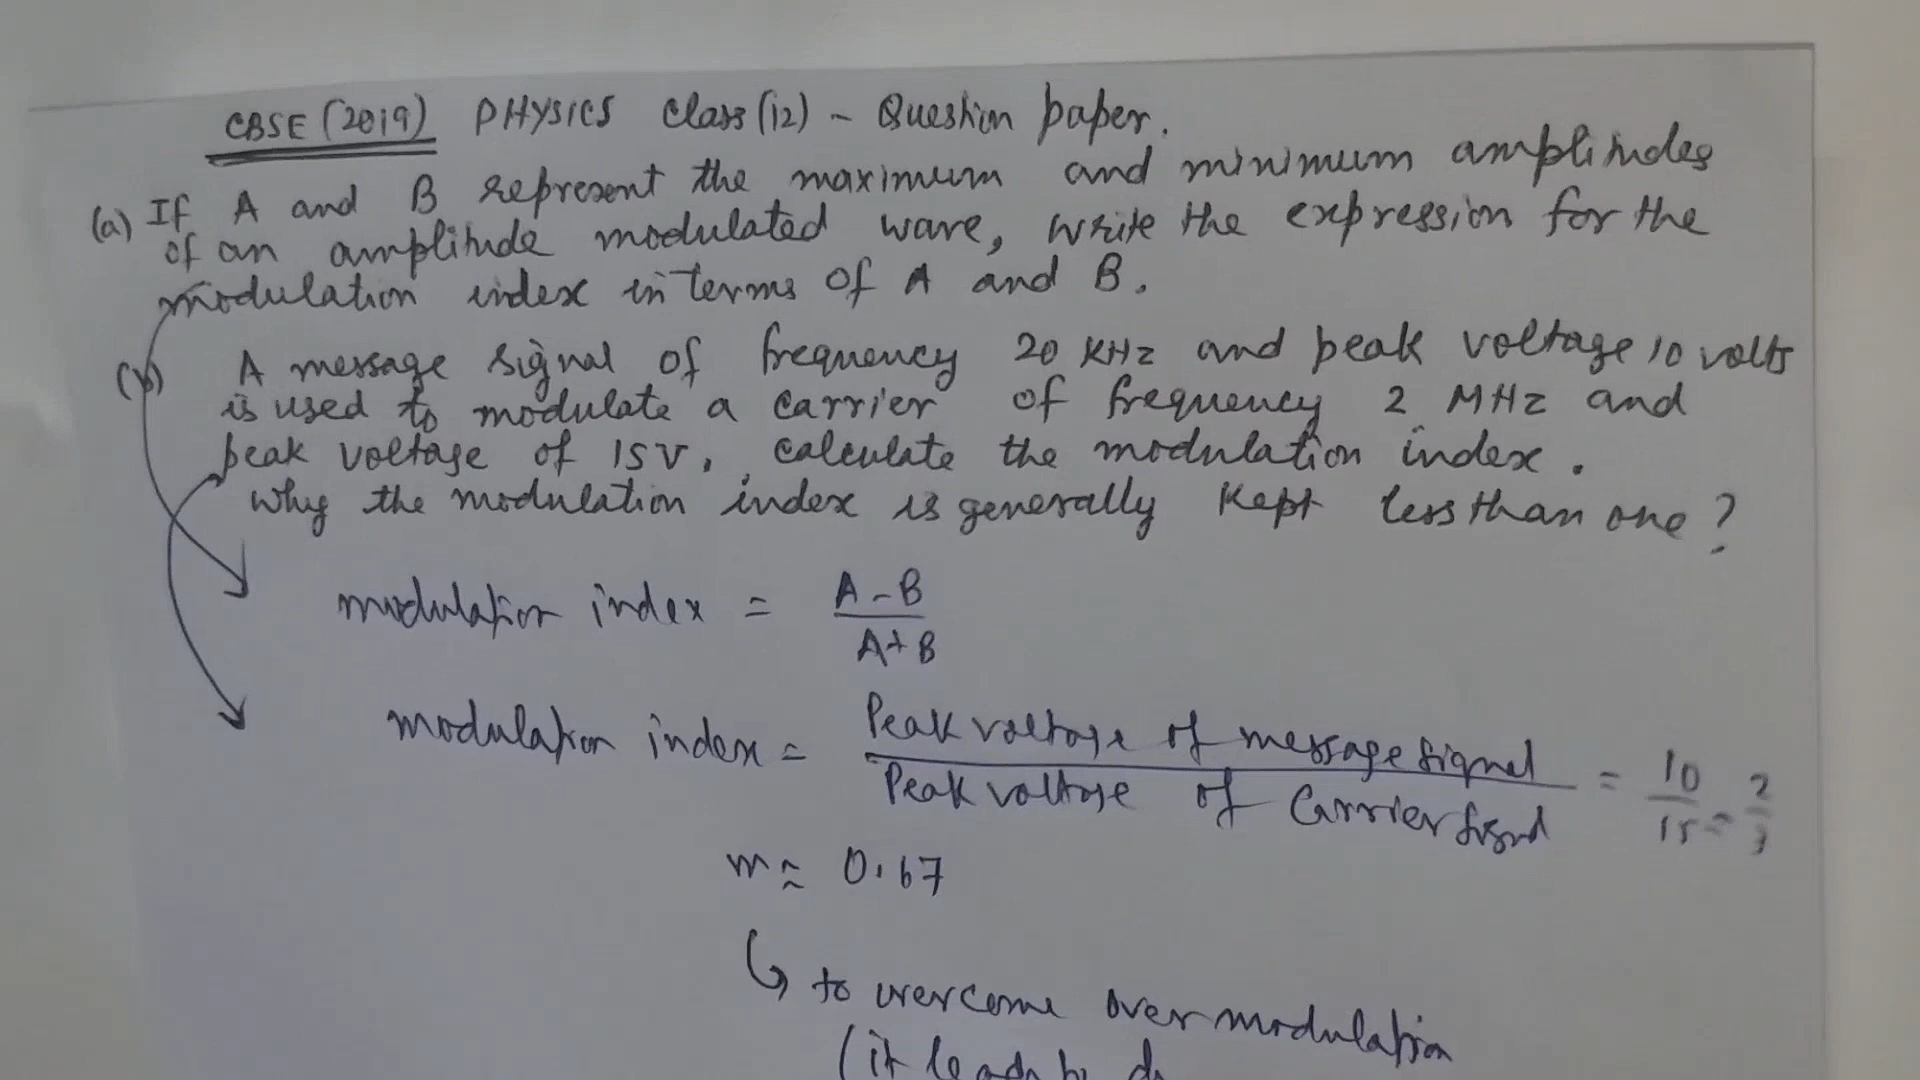 CBSE (2019) PHYSICS Class (12) - Question paper.
(a) If A and B represent the maximum and minimum amplitudes
of an amplitude modulated wave, write the expression for the
modulation index in terms of A and B.
(b) A message signal of frequency 20 KHz and peak voltage 10 volts
is used to modulate a carrier of frequency 2 MHz and
peak voltage of 15V. calculate the modulation index.
Why the modulation index is generally kept less than one?
modulation index = A-B
A+B
modulation index = Peak voltage of message signal = 10 = 2
Peak voltage of Carrier signal 15 3
m ≈ 0.67
↳ to overcome over modulation
(it leads to